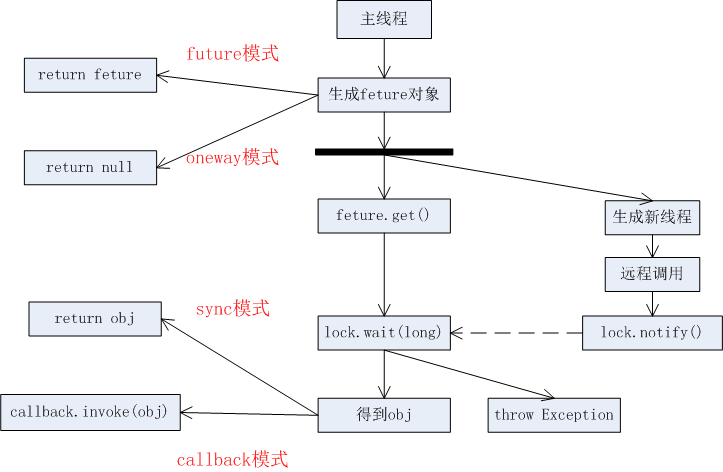 主线程
future模式
return feture
生成feture对象
return null
oneway模式
feture.get()
生成新线程
远程调用
sync模式
return obj
lock.wait(long)
lock.notify()
callback.invoke(obj)
得到obj
throw Exception
callback模式